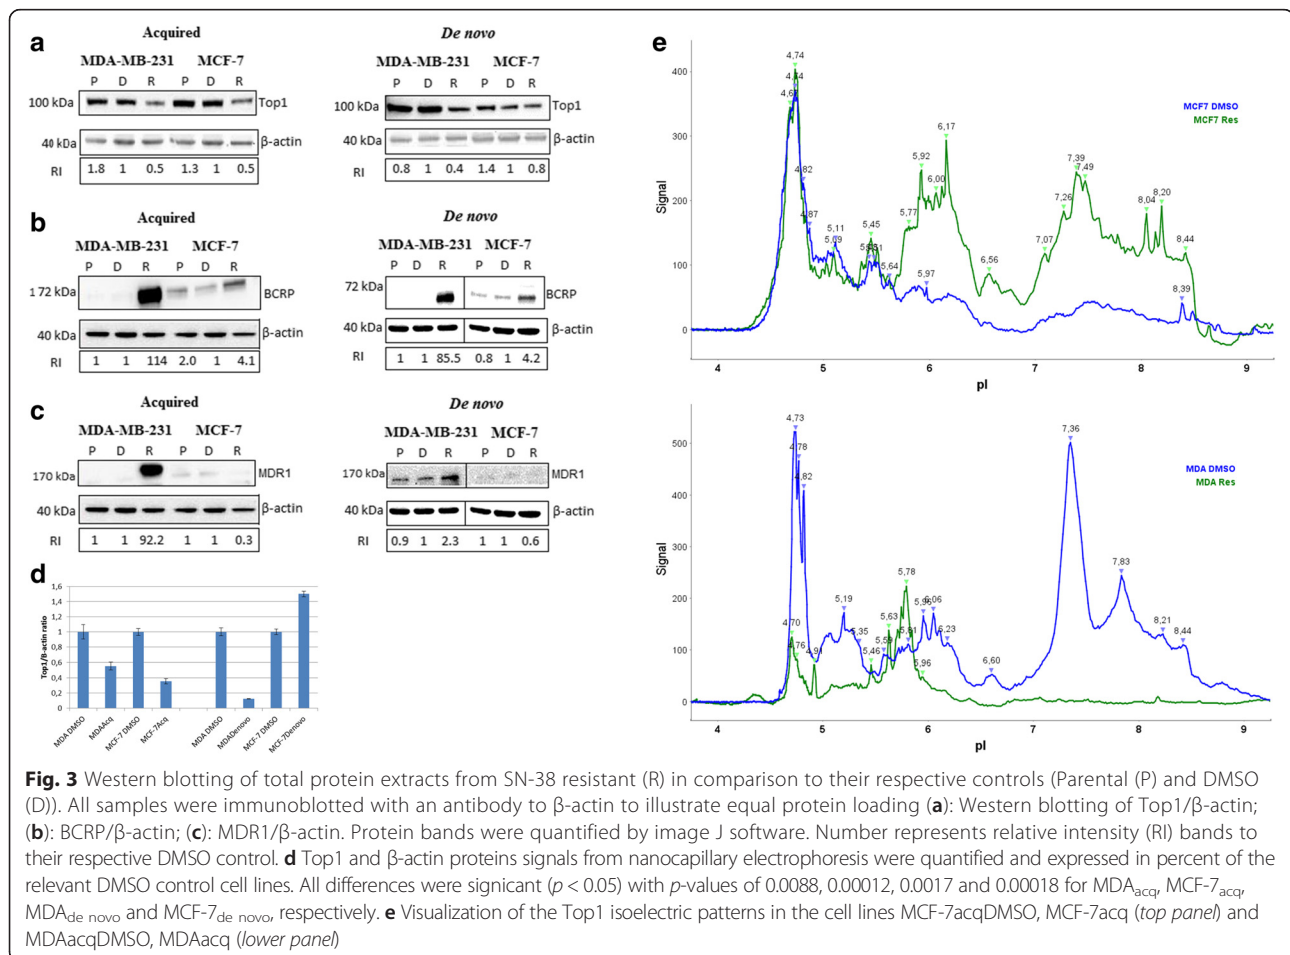 a
Acquired
MDA-MB-231 MCF-7
P D R P D R
100 kDa Top1
40 kDa β-actin
RI 1.8 1 0.5 1.3 1 0.5
De novo
MDA-MB-231 MCF-7
P D R P D R
100 kDa Top1
40 kDa β-actin
RI 0.8 1 0.4 1.4 1 0.8
b
Acquired
MDA-MB-231 MCF-7
P D R P D R
172 kDa BCRP
40 kDa β-actin
RI 1 1 114 2.0 1 4.1
De novo
MDA-MB-231 MCF-7
P D R P D R
72 kDa BCRP
40 kDa β-actin
RI 1 1 85.5 0.8 1 4.2
c
Acquired
MDA-MB-231 MCF-7
P D R P D R
170 kDa MDR1
40 kDa β-actin
RI 1 1 92.2 1 1 0.3
De novo
MDA-MB-231 MCF-7
P D R P D R
170 kDa MDR1
40 kDa β-actin
RI 0.9 1 2.3 1 1 0.6
d
Top1/B-actin ratio
1,6
1,4
1,2
1
0,8
0,6
0,4
0,2
0
MDA DMSO
MDAAcq
MCF-7 DMSO
MCF-7Acq
MDA DMSO
MDADenovo
MCF-7 DMSO
MCF-7Denovo
e
MCF7 DMSO
MCF7 Res
Signal
400
300
200
100
0
4,74
4,82
4,87
5,11
5,09
5,45
5,64
5,77
5,92
5,97
6,00
6,17
6,56
7,07
7,26
7,39
7,49
8,04
8,20
8,39
8,44
4 5 6 7 8 9
pI
MDA DMSO
MDA Res
Signal
500
400
300
200
100
0
4,73
4,78
4,82
4,70
4,76
4,91
5,19
5,35
5,46
5,59
5,63
5,78
5,96
6,06
6,23
6,60
7,36
7,83
8,21
8,44
4 5 6 7 8 9
pI
Fig. 3 Western blotting of total protein extracts from SN-38 resistant (R) in comparison to their respective controls (Parental (P) and DMSO
(D)). All samples were immunoblotted with an antibody to β-actin to illustrate equal protein loading (a): Western blotting of Top1/β-actin;
(b): BCRP/β-actin; (c): MDR1/β-actin. Protein bands were quantified by image J software. Number represents relative intensity (RI) bands to
their respective DMSO control. d Top1 and β-actin proteins signals from nanocapillary electrophoresis were quantified and expressed in percent of the
relevant DMSO control cell lines. All differences were signicant (p < 0.05) with p-values of 0.0088, 0.00012, 0.0017 and 0.00018 for MDAacq, MCF-7acq,
MDAde novo and MCF-7de novo, respectively. e Visualization of the Top1 isoelectric patterns in the cell lines MCF-7acqDMSO, MCF-7acq (top panel) and
MDAacqDMSO, MDAacq (lower panel)